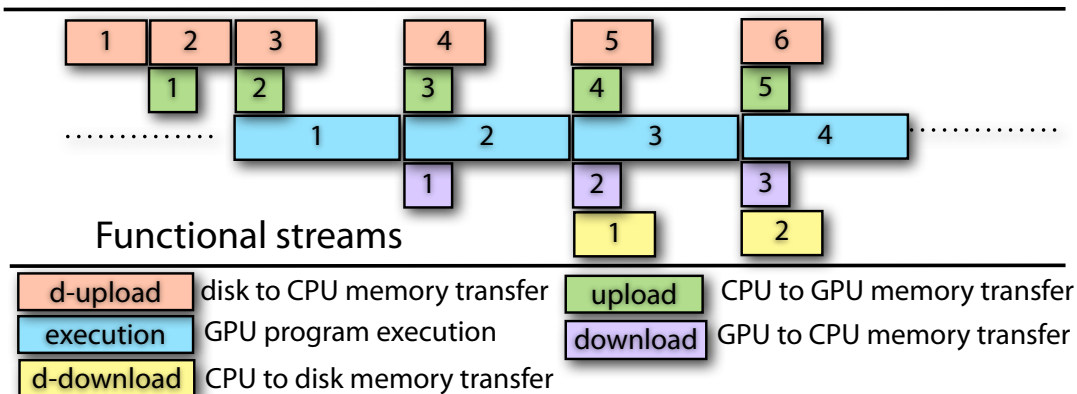 1 2 3 4 5 6
1 2 3 4 5
1 2 3 4
1 2 3
1 2
Functional streams
d-upload disk to CPU memory transfer
upload CPU to GPU memory transfer
execution GPU program execution
download GPU to CPU memory transfer
d-download CPU to disk memory transfer